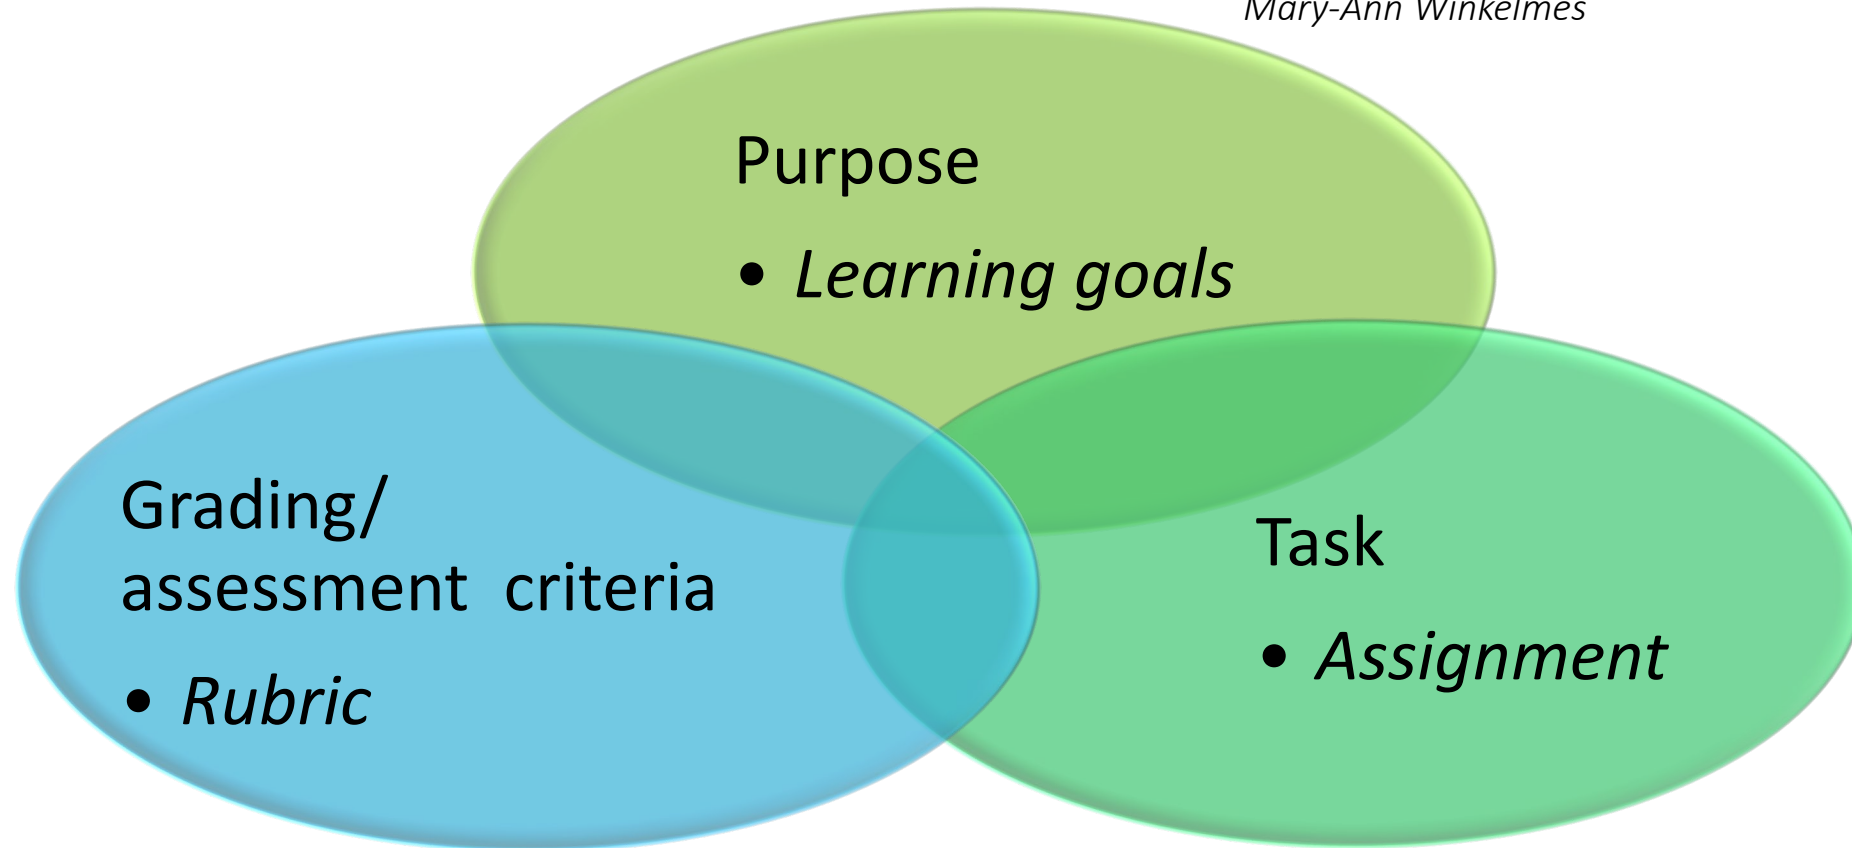 Mary-Ann Winkelmes
Purpose
• Learning goals
Grading/
assessment criteria
• Rubric
Task
• Assignment